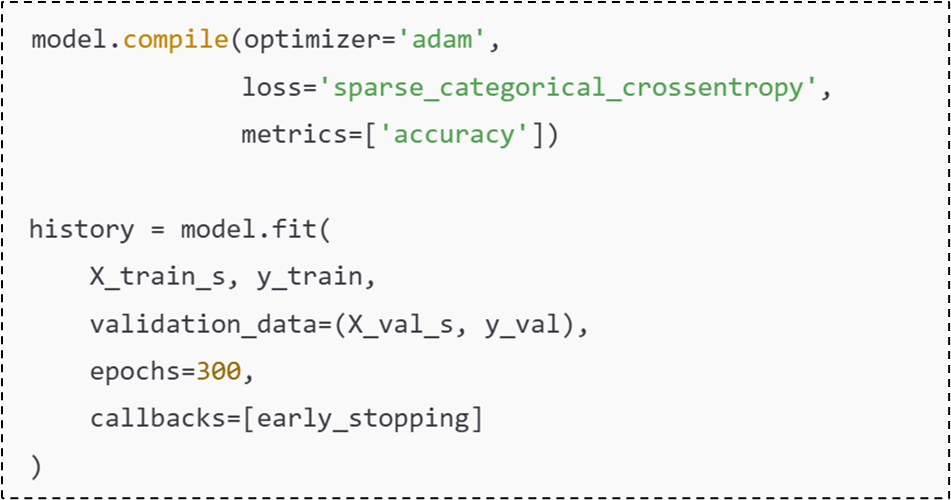 model.compile(optimizer='adam',
              loss='sparse_categorical_crossentropy',
              metrics=['accuracy'])

history = model.fit(
    X_train_s, y_train,
    validation_data=(X_val_s, y_val),
    epochs=300,
    callbacks=[early_stopping]
)